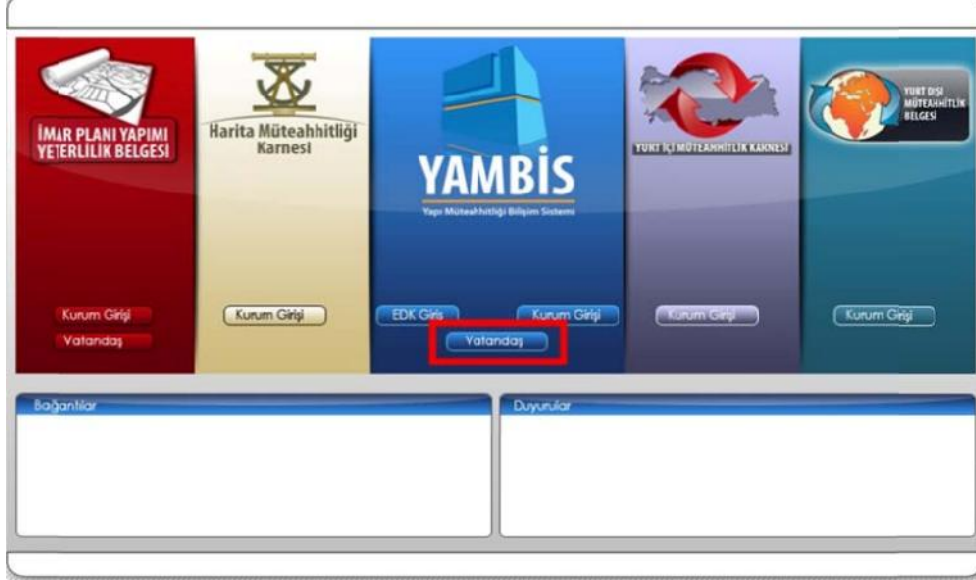 İMAR PLANI YAPIMI
YETERLİLİK BELGESİ
Kurum Girişi
Vatandaş
Harita Müteahhitliği
Karnesi
Kurum Girişi
YAMBİS
Yapı Müteahhitliği Bilişim Sistemi
EDK Giriş
Kurum Girişi
Vatandaş
YURT İÇİ MÜTEAHHİTLİK KARNESİ
Kurum Girişi
YURT DIŞI
MÜTEAHHİTLİK
BELGESİ
Kurum Girişi
Bağantılar
Duyurular